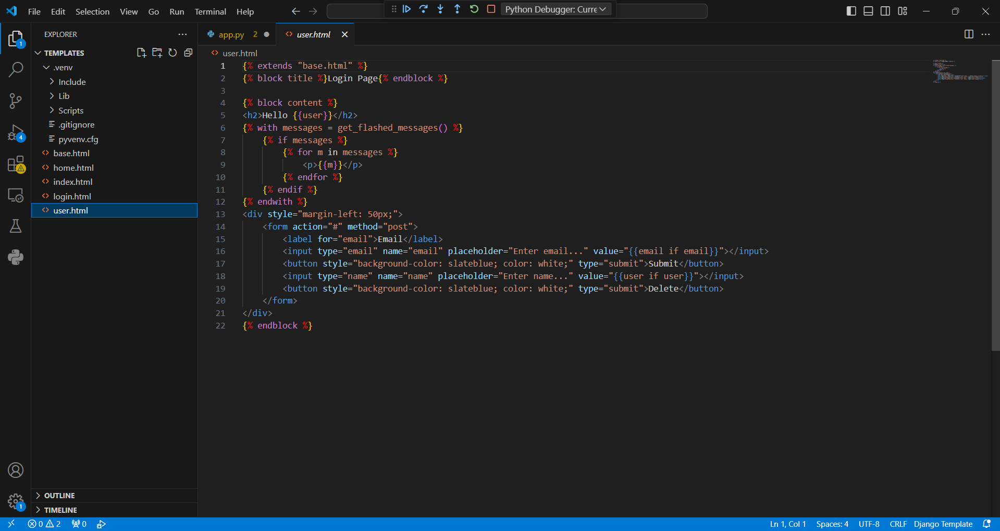 File Edit Selection View Go Run Terminal Help
Python Debugger: Curre
EXPLORER
TEMPLATES
.venv
Include
Lib
Scripts
.gitignore
pyvenv.cfg
base.html
home.html
index.html
login.html
user.html
OUTLINE
TIMELINE
1
4
1
app.py 2
user.html
user.html
1 {% extends "base.html" %}
2 {% block title %}Login Page{% endblock %}
3
4 {% block content %}
5 <h2>Hello {{user}}</h2>
6 {% with messages = get_flashed_messages() %}
7 {% if messages %}
8 {% for m in messages %}
9 <p>{{m}}</p>
10 {% endfor %}
11 {% endif %}
12 {% endwith %}
13 <div style="margin-left: 50px;">
14 <form action="#" method="post">
15 <label for="email">Email</label>
16 <input type="email" name="email" placeholder="Enter email..." value="{{email if email}}"></input>
17 <button style="background-color: slateblue; color: white;" type="submit">Submit</button>
18 <input type="name" name="name" placeholder="Enter name..." value="{{user if user}}"></input>
19 <button style="background-color: slateblue; color: white;" type="submit">Delete</button>
20 </form>
21 </div>
22 {% endblock %}
0 2 0
Ln 1, Col 1 Spaces: 4 UTF-8 CRLF Django Template